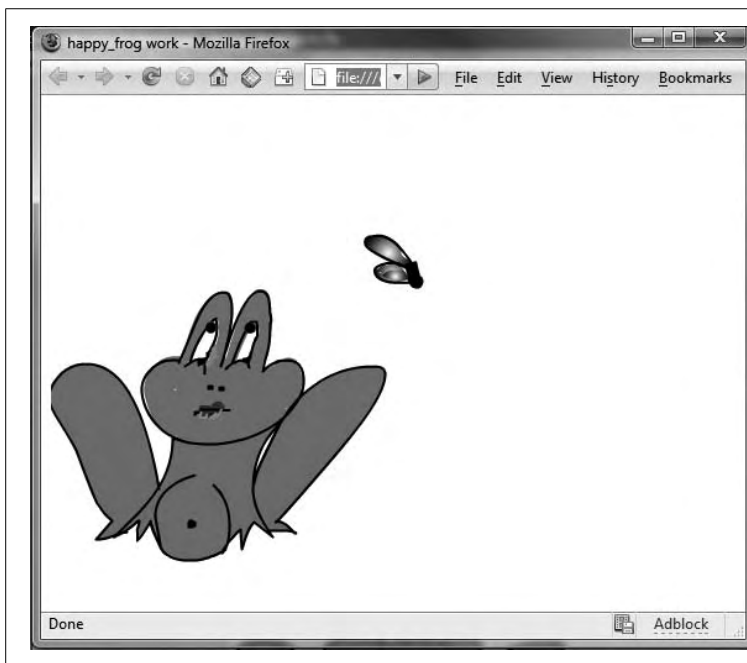 happy_frog work - Mozilla Firefox
file:/// File Edit View History Bookmarks
Done Adblock